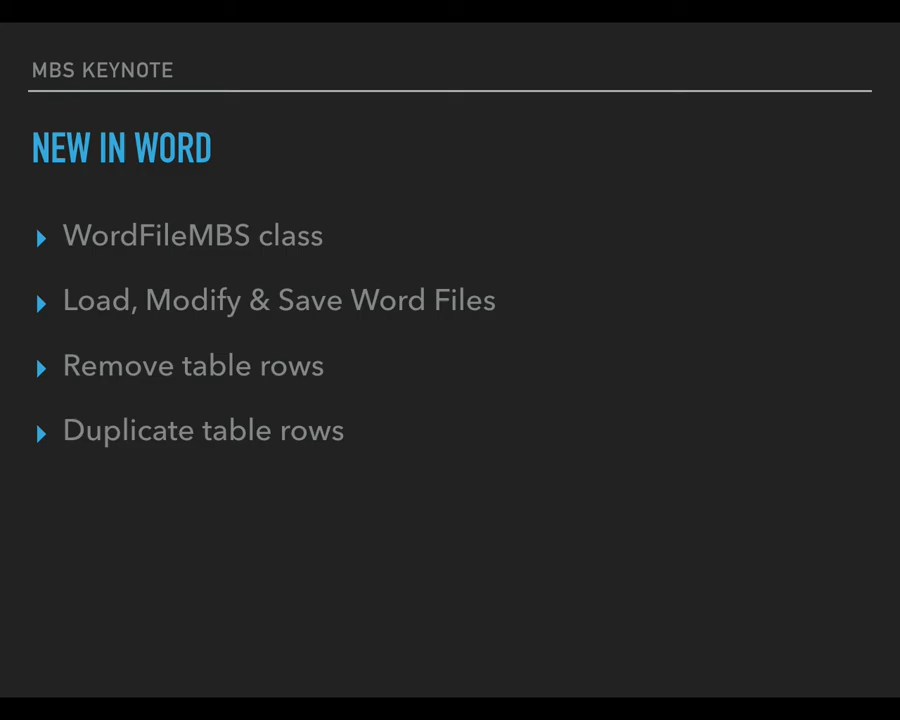 MBS KEYNOTE
NEW IN WORD
WordFileMBS class
Load, Modify & Save Word Files
Remove table rows
Duplicate table rows